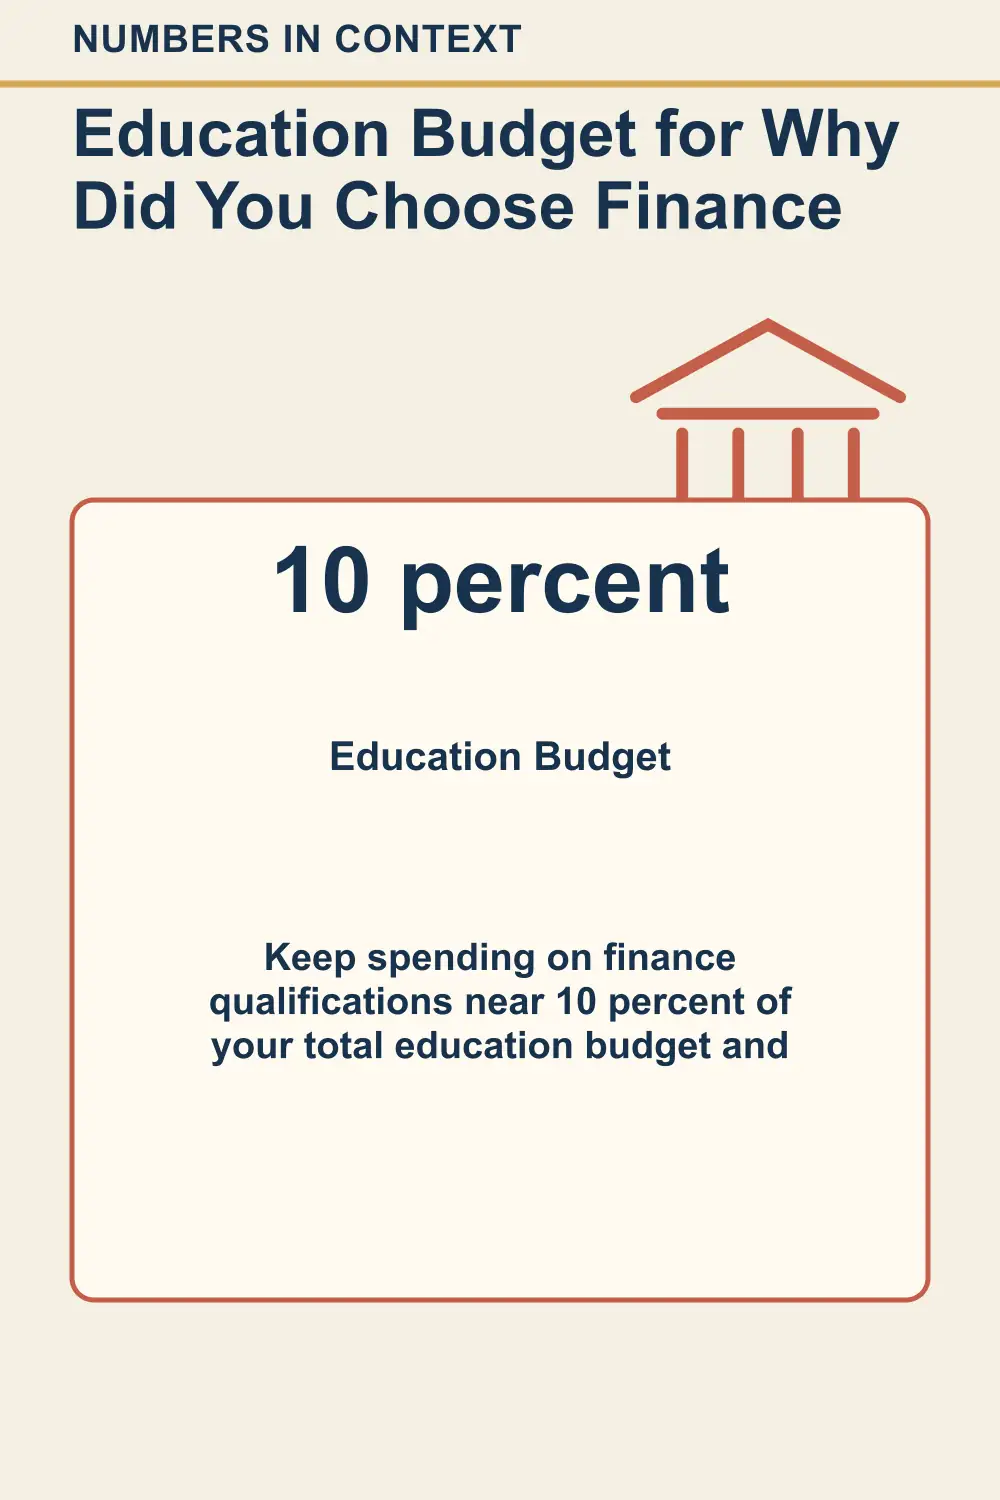 NUMBERS IN CONTEXT
Education Budget for Why
Did You Choose Finance
10 percent
Education Budget
Keep spending on finance
qualifications near 10 percent of
your total education budget and